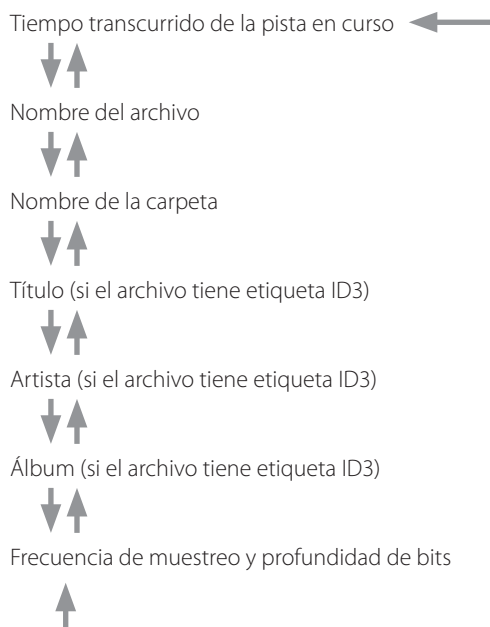 Tiempo transcurrido de la pista en curso
Nombre del archivo
Nombre de la carpeta
Título (si el archivo tiene etiqueta ID3)
Artista (si el archivo tiene etiqueta ID3)
Álbum (si el archivo tiene etiqueta ID3)
Frecuencia de muestreo y profundidad de bits